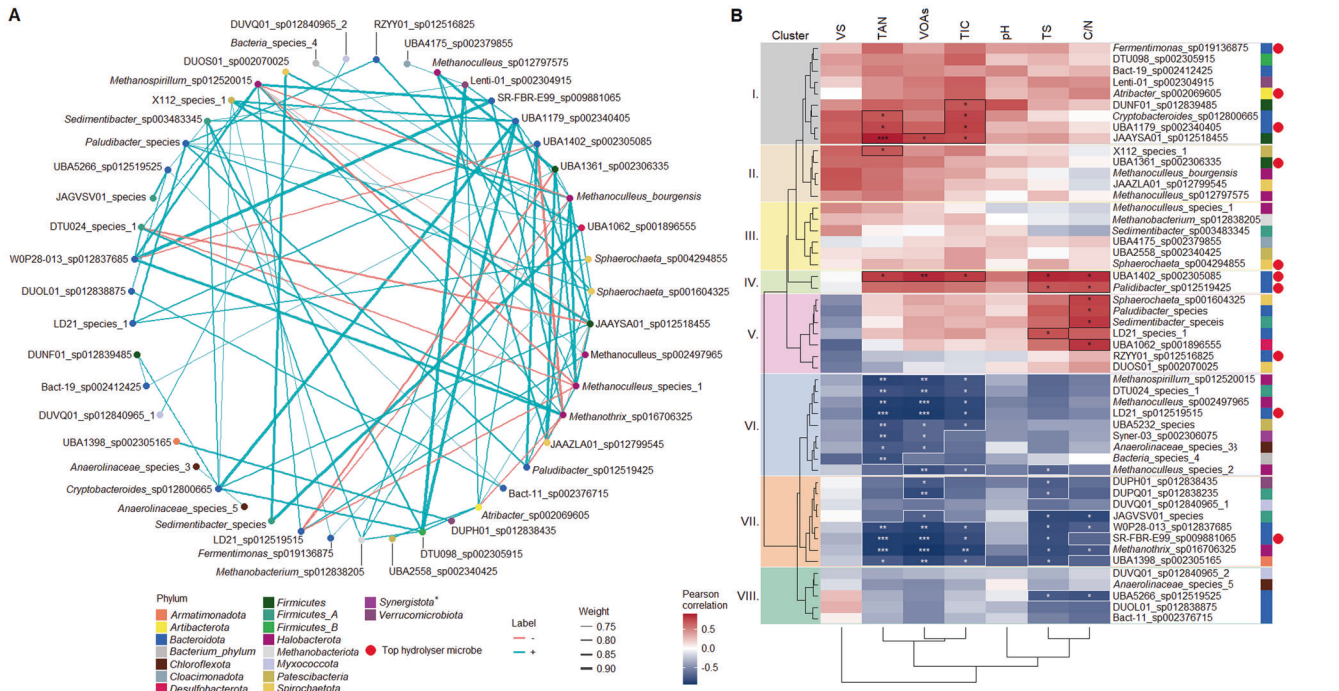 A
DUVQ01_sp012840965_2
RZYY01_sp012516825
Bacteria_species_4
UBA4175_sp002379855
DUOS01_sp002070025
Methanoculleus_sp012797575
Methanospirillum_sp012520015
Lenti-01_sp002304915
X112_species_1
SR-FBR-E99_sp009881065
Sedimentibacter_sp003483345
UBA1179_sp002340405
Paludibacter_species
UBA1402_sp002305085
UBA5266_sp012519525
UBA1361_sp002306335
JAGVSV01_species
Methanoculleus_bourgensis
DTU024_species_1
UBA1062_sp001896555
W0P28-013_sp012837685
Sphaerochaeta_sp004294855
DUOL01_sp012838875
Sphaerochaeta_sp001604325
LD21_species_1
JAAYSA01_sp012518455
DUNF01_sp012839485
Methanoculleus_sp002497965
Bact-19_sp002412425
Methanoculleus_species_1
DUVQ01_sp012840965_1
Methanothrix_sp016706325
UBA1398_sp002305165
JAAZLA01_sp012799545
Anaerolinaceae_species_3
Paludibacter_sp012519425
Cryptobacteroides_sp012800665
Bact-11_sp002376715
Anaerolinaceae_species_5
Atribacter_sp002069605
Sedimentibacter_species
DUPH01_sp012838435
LD21_sp012519515
DTU098_sp002305915
Fermentimonas_sp019136875
UBA2558_sp002340425
Methanobacterium_sp012838205
Phylum
Armatimonadota
Artibacterota
Bacteroidota
Bacterium_phylum
Chloroflexota
Cloacimonadota
Desulfobacterota
Firmicutes
Firmicutes_A
Firmicutes_B
Halobacterota
Methanobacteriota
Myxococcota
Patescibacteria
Spirochaetota
Synergistota*
Verrucomicrobiota
Top hydrolyser microbe
Label
-
+
Weight
0.75
0.80
0.85
0.90
B
Cluster
VS
TAN
VOAs
TIC
pH
TS
C/N
I.
Fermentimonas_sp019136875
DTU098_sp002305915
Bact-19_sp002412425
Lenti-01_sp002304915
Atribacter_sp002069605
* DUNF01_sp012839485
* * Cryptobacteroides_sp012800665
* * UBA1179_sp002340405
*** * * JAAYSA01_sp012518455
II.
* X112_species_1
UBA1361_sp002306335
Methanoculleus_bourgensis
JAAZLA01_sp012799545
Methanoculleus_sp012797575
III.
Methanoculleus_species_1
Methanobacterium_sp012838205
Sedimentibacter_sp003483345
UBA4175_sp002379855
UBA2558_sp002340425
Sphaerochaeta_sp004294855
IV.
* ** * * * UBA1402_sp002305085
* * Palidibacter_sp012519425
V.
* Sphaerochaeta_sp001604325
* Paludibacter_species
* Sedimentibacter_speceis
* LD21_species_1
* UBA1062_sp001896555
RZYY01_sp012516825
DUOS01_sp002070025
VI.
** ** * Methanospirillum_sp012520015
** ** * DTU024_species_1
** *** * Methanoculleus_sp002497965
*** *** * LD21_sp012519515
** * * UBA5232_species
** * Syner-03_sp002306075
* * Anaerolinaceae_species_3
** Bacteria_species_4
** * * Methanoculleus_species_2
VII.
* * DUPH01_sp012838435
** * DUPQ01_sp012838235
DUVQ01_sp012840965_1
* * * JAGVSV01_species
** ** * * * W0P28-013_sp012837685
*** *** * * SR-FBR-E99_sp009881065
*** *** ** * * Methanothrix_sp016706325
* ** * * UBA1398_sp002305165
VIII.
DUVQ01_sp012840965_2
Anaerolinaceae_species_5
* * UBA5266_sp012519525
DUOL01_sp012838875
Bact-11_sp002376715
Pearson
correlation
0.5
0.0
-0.5